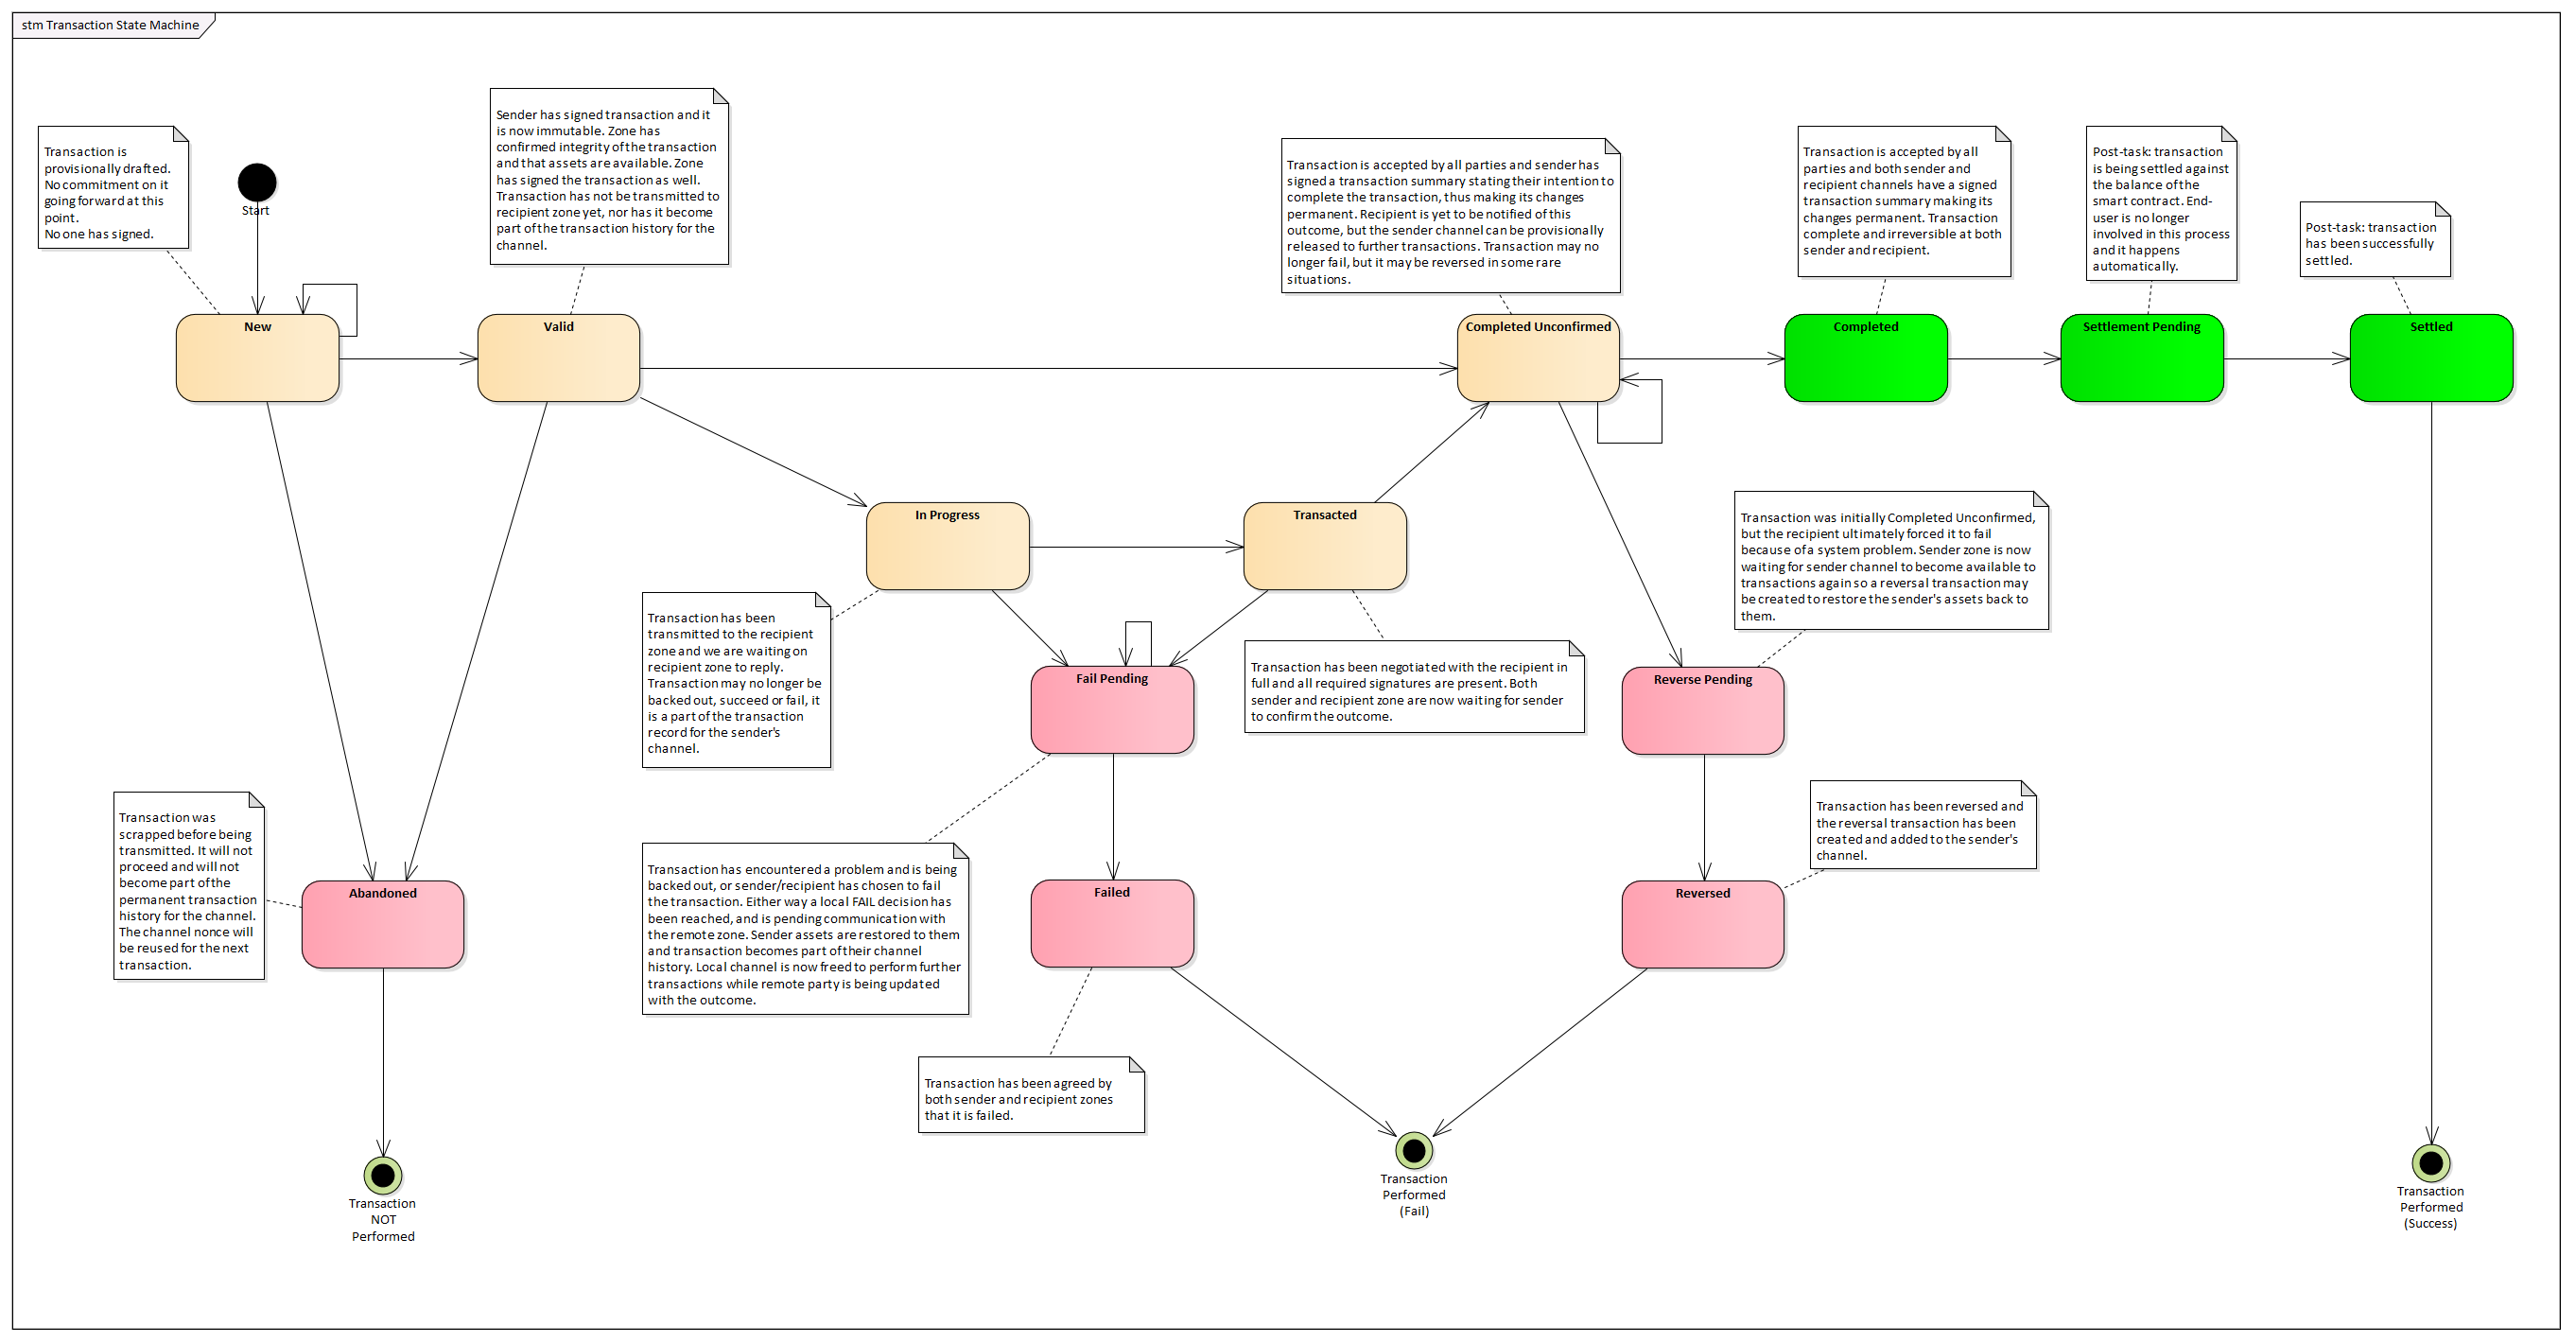 stm Transaction State Machine
Transaction is
provisionally drafted.
No commitment on it
going forward at this
point.
No one has signed.
Start
Sender has signed transaction and it
is now immutable. Zone has
confirmed integrity of the transaction
and that assets are available. Zone
has signed the transaction as well.
Transaction has not be transmitted to
recipient zone yet, nor has it become
part of the transaction history for the
channel.
Transaction is accepted by all parties and sender has
signed a transaction summary stating their intention to
complete the transaction, thus making its changes
permanent. Recipient is yet to be notified of this
outcome, but the sender channel can be provisionally
released to further transactions. Transaction may no
longer fail, but it may be reversed in some rare
situations.
Transaction is accepted by all
parties and both sender and
recipient channels have a signed
transaction summary making its
changes permanent. Transaction
complete and irreversible at both
sender and recipient.
Post-task: transaction
is being settled against
the balance of the
smart contract. End-
user is no longer
involved in this process
and it happens
automatically.
Post-task: transaction
has been successfully
settled.
New
Valid
Completed Unconfirmed
Completed
Settlement Pending
Settled
In Progress
Transacted
Transaction was initially Completed Unconfirmed,
but the recipient ultimately forced it to fail
because of a system problem. Sender zone is now
waiting for sender channel to become available to
transactions again so a reversal transaction may
be created to restore the sender's assets back to
them.
Transaction has been
transmitted to the recipient
zone and we are waiting on
recipient zone to reply.
Transaction may no longer be
backed out, succeed or fail, it
is a part of the transaction
record for the sender's
channel.
Fail Pending
Transaction has been negotiated with the recipient in
full and all required signatures are present. Both
sender and recipient zone are now waiting for sender
to confirm the outcome.
Reverse Pending
Transaction was
scrapped before being
transmitted. It will not
proceed and will not
become part of the
permanent transaction
history for the channel.
The channel nonce will
be reused for the next
transaction.
Abandoned
Transaction has encountered a problem and is being
backed out, or sender/recipient has chosen to fail
the transaction. Either way a local FAIL decision has
been reached, and is pending communication with
the remote zone. Sender assets are restored to them
and transaction becomes part of their channel
history. Local channel is now freed to perform further
transactions while remote party is being updated
with the outcome.
Failed
Transaction has been reversed and
the reversal transaction has been
created and added to the sender's
channel.
Reversed
Transaction has been agreed by
both sender and recipient zones
that it is failed.
Transaction
NOT
Performed
Transaction
Performed
(Fail)
Transaction
Performed
(Success)